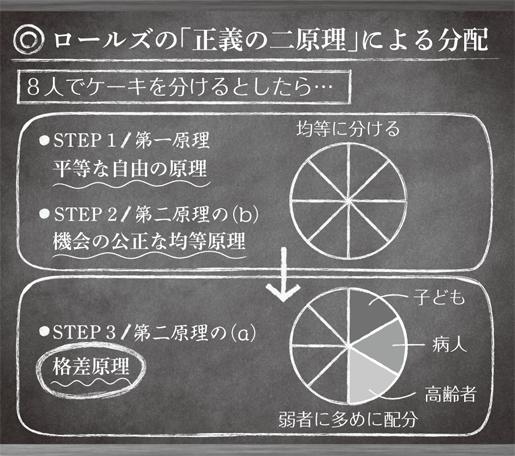 ◎ロールズの「正義の二原理」による分配
8人でケーキを分けるとしたら…
●STEP 1/第一原理
平等な自由の原理
均等に分ける
●STEP 2/第二原理の(b)
機会の公正な均等原理
●STEP 3/第二原理の(a)
格差原理
子ども
病人
高齢者
弱者に多めに配分